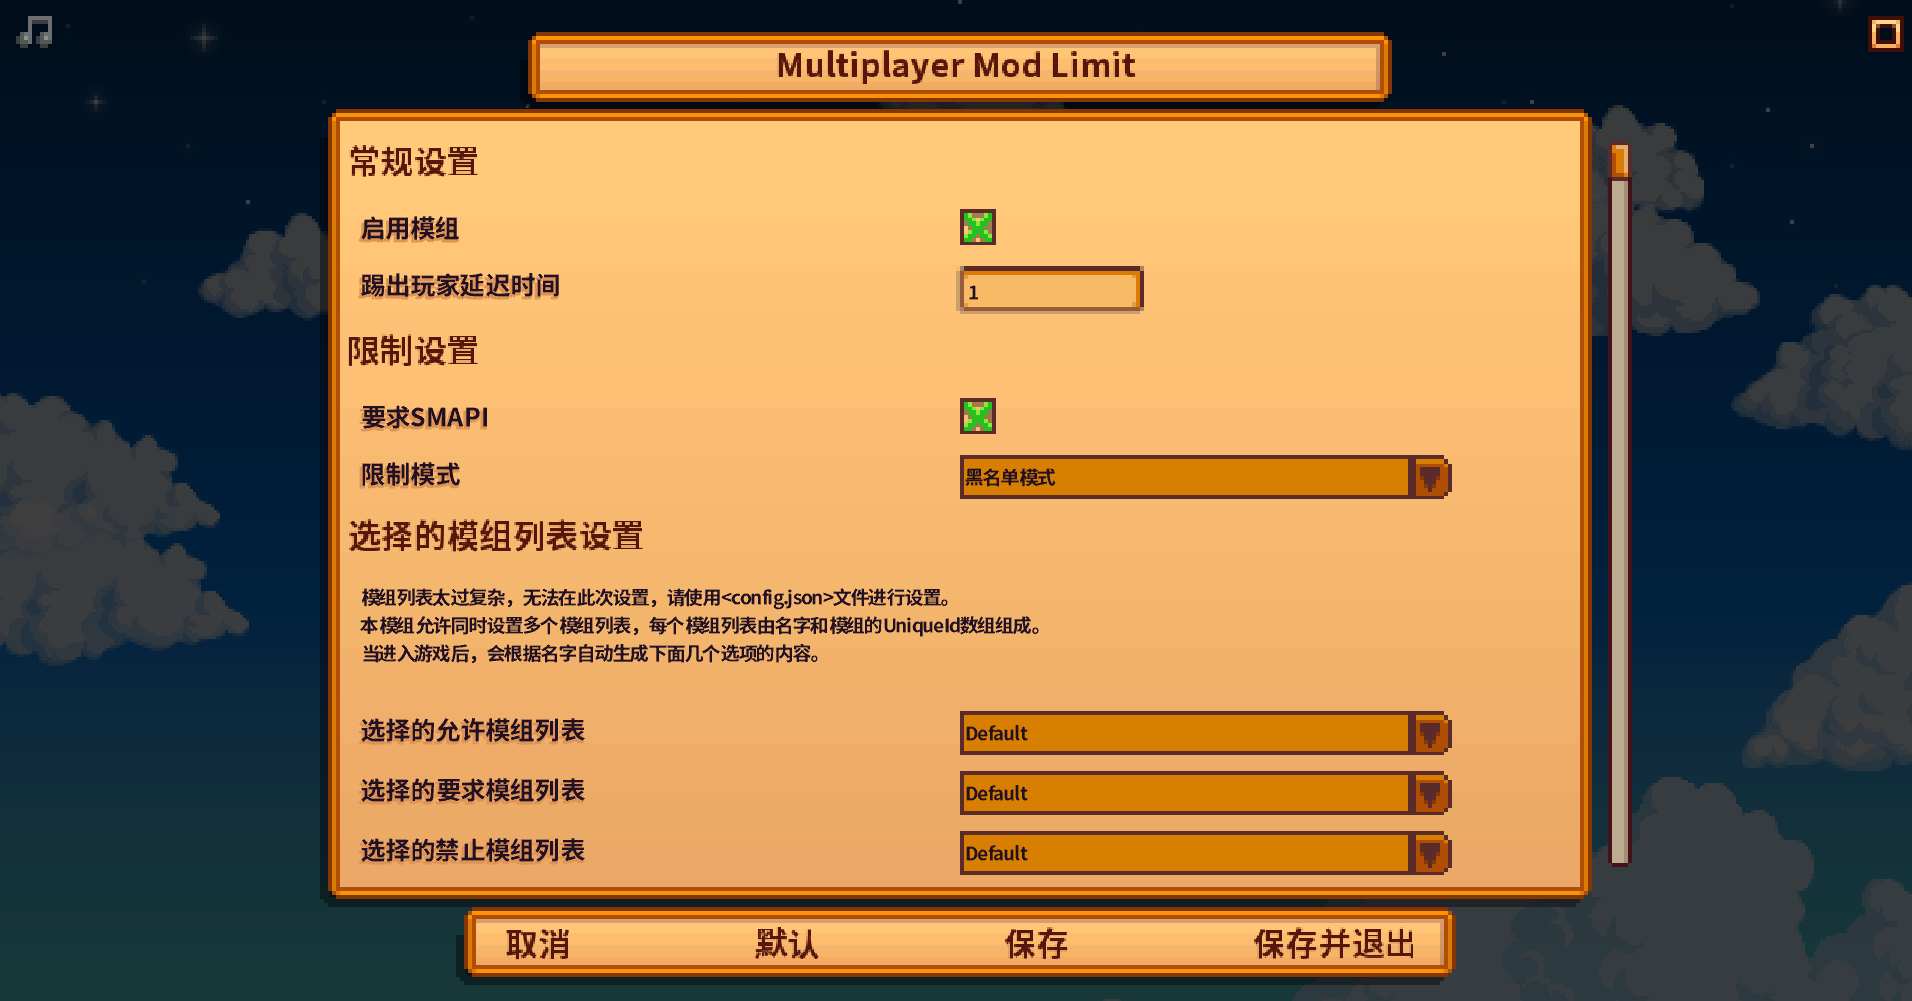 Multiplayer Mod Limit
常规设置
启用模组
踢出玩家延迟时间 1
限制设置
要求SMAPI
限制模式 黑名单模式
选择的模组列表设置
模组列表太过复杂，无法在此次设置，请使用<config.json>文件进行设置。
本模组允许同时设置多个模组列表，每个模组列表由名字和模组的UniqueId数组组成。
当进入游戏后，会根据名字自动生成下面几个选项的内容。
选择的允许模组列表 Default
选择的要求模组列表 Default
选择的禁止模组列表 Default
取消 默认 保存 保存并退出